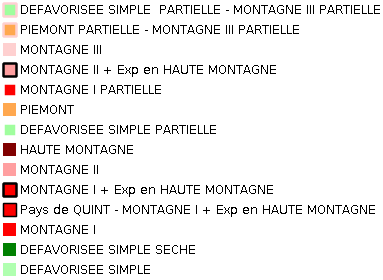 DEFAVORISEE SIMPLE  PARTIELLE - MONTAGNE III PARTIELLE
PIEMONT PARTIELLE - MONTAGNE III PARTIELLE
MONTAGNE III
MONTAGNE II + Exp en HAUTE MONTAGNE
MONTAGNE I PARTIELLE
PIEMONT
DEFAVORISEE SIMPLE PARTIELLE
HAUTE MONTAGNE
MONTAGNE II
MONTAGNE I + Exp en HAUTE MONTAGNE
Pays de QUINT - MONTAGNE I + Exp en HAUTE MONTAGNE
MONTAGNE I
DEFAVORISEE SIMPLE SECHE
DEFAVORISEE SIMPLE